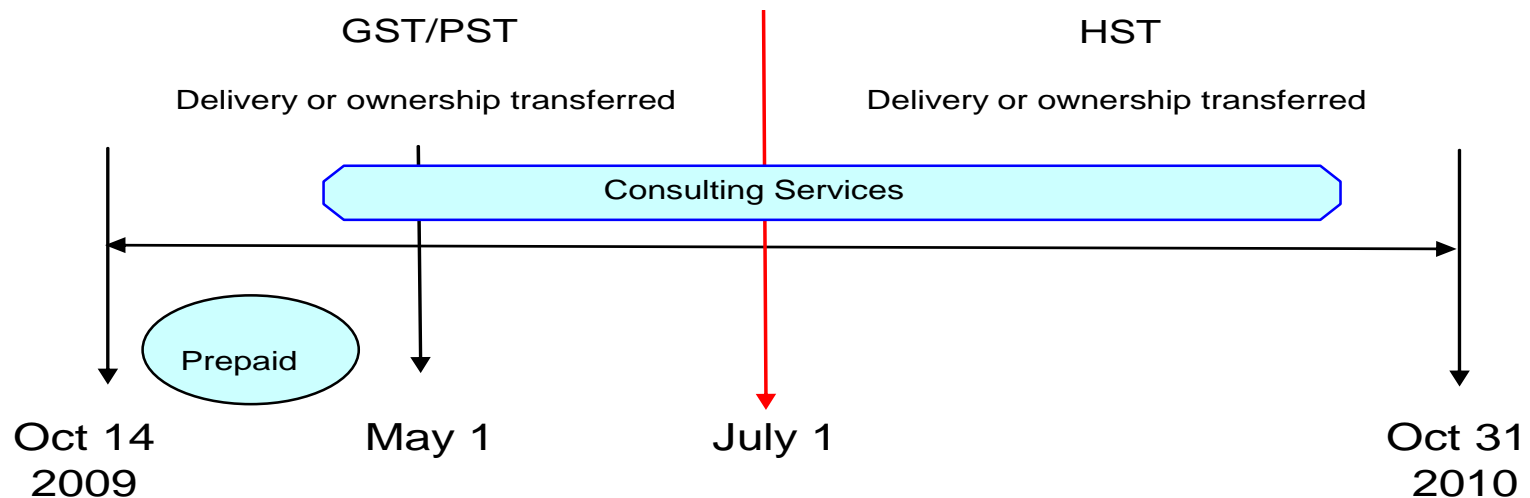 GST/PST
HST
Delivery or ownership transferred
Delivery or ownership transferred
Consulting Services
Prepaid
Oct 14
2009
May 1
July 1
Oct 31
2010